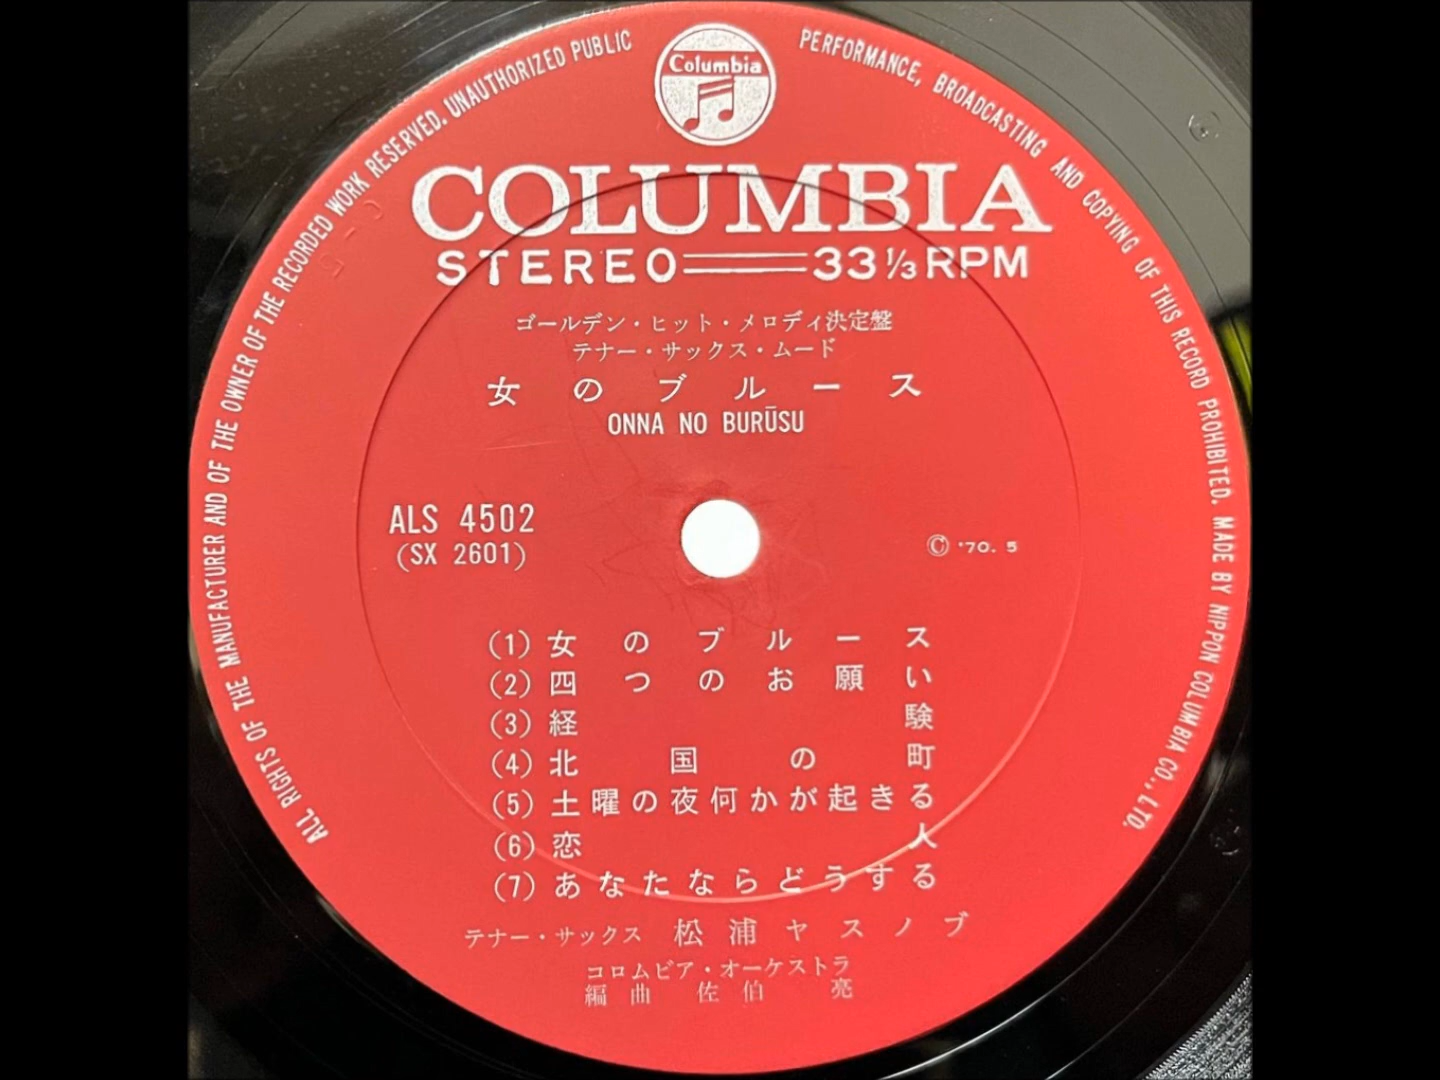 ALL RIGHTS OF THE MANUFACTURER AND OF THE OWNER OF THE RECORDED WORK RESERVED. UNAUTHORIZED PUBLIC PERFORMANCE, BROADCASTING AND COPYING OF THIS RECORD PROHIBITED. MADE BY NIPPON COLUMBIA CO., LTD.
Columbia
COLUMBIA
STEREO 33 1/3 RPM
ゴールデン・ヒット・メロディ決定盤
テナー・サックス・ムード
女のブルース
ONNA NO BURŪSU
ALS 4502
(SX 2601)
© '70. 5
(1) 女のブルース
(2) 四つのお願い
(3) 経験
(4) 北国の町
(5) 土曜の夜何かが起きる
(6) 恋人
(7) あなたならどうする
テナー・サックス 松浦ヤスノブ
コロムビア・オーケストラ
編曲 佐伯 亮